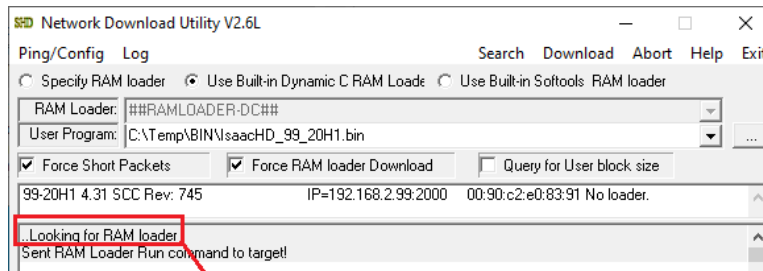 SHD Network Download Utility V2.6L
Ping/Config Log Search Download Abort Help Exit
Specify RAM loader Use Built-in Dynamic C RAM Loade Use Built-in Softools RAM loader
RAM Loader: ##RAMLOADER-DC##
User Program: C:\Temp\BIN\IsaacHD_99_20H1.bin ...
Force Short Packets Force RAM loader Download Query for User block size
99-20H1 4.31 SCC Rev: 745 IP=192.168.2.99:2000 00:90:c2:e0:83:91 No loader.
..Looking for RAM loader
Sent RAM Loader Run command to target!